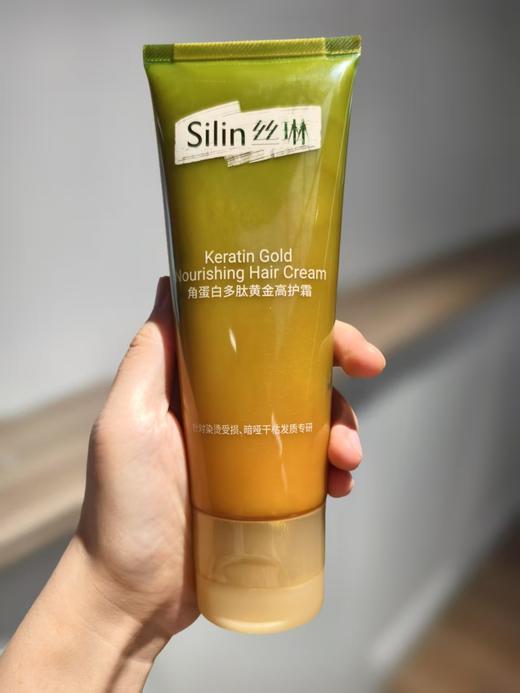 Silin 丝琳
Keratin Gold
Nourishing Hair Cream
角蛋白多肽黄金高护霜
针对染烫受损、暗哑干枯发质专研